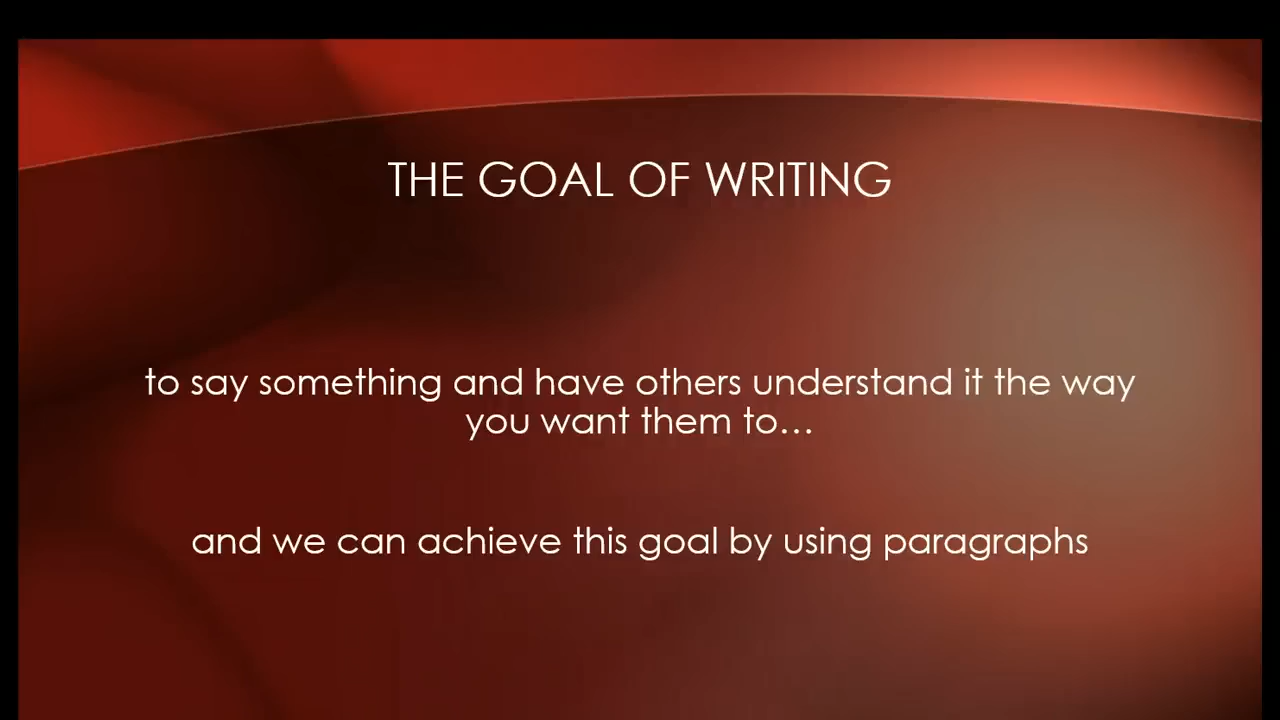 THE GOAL OF WRITING
to say something and have others understand it the way
you want them to...
and we can achieve this goal by using paragraphs